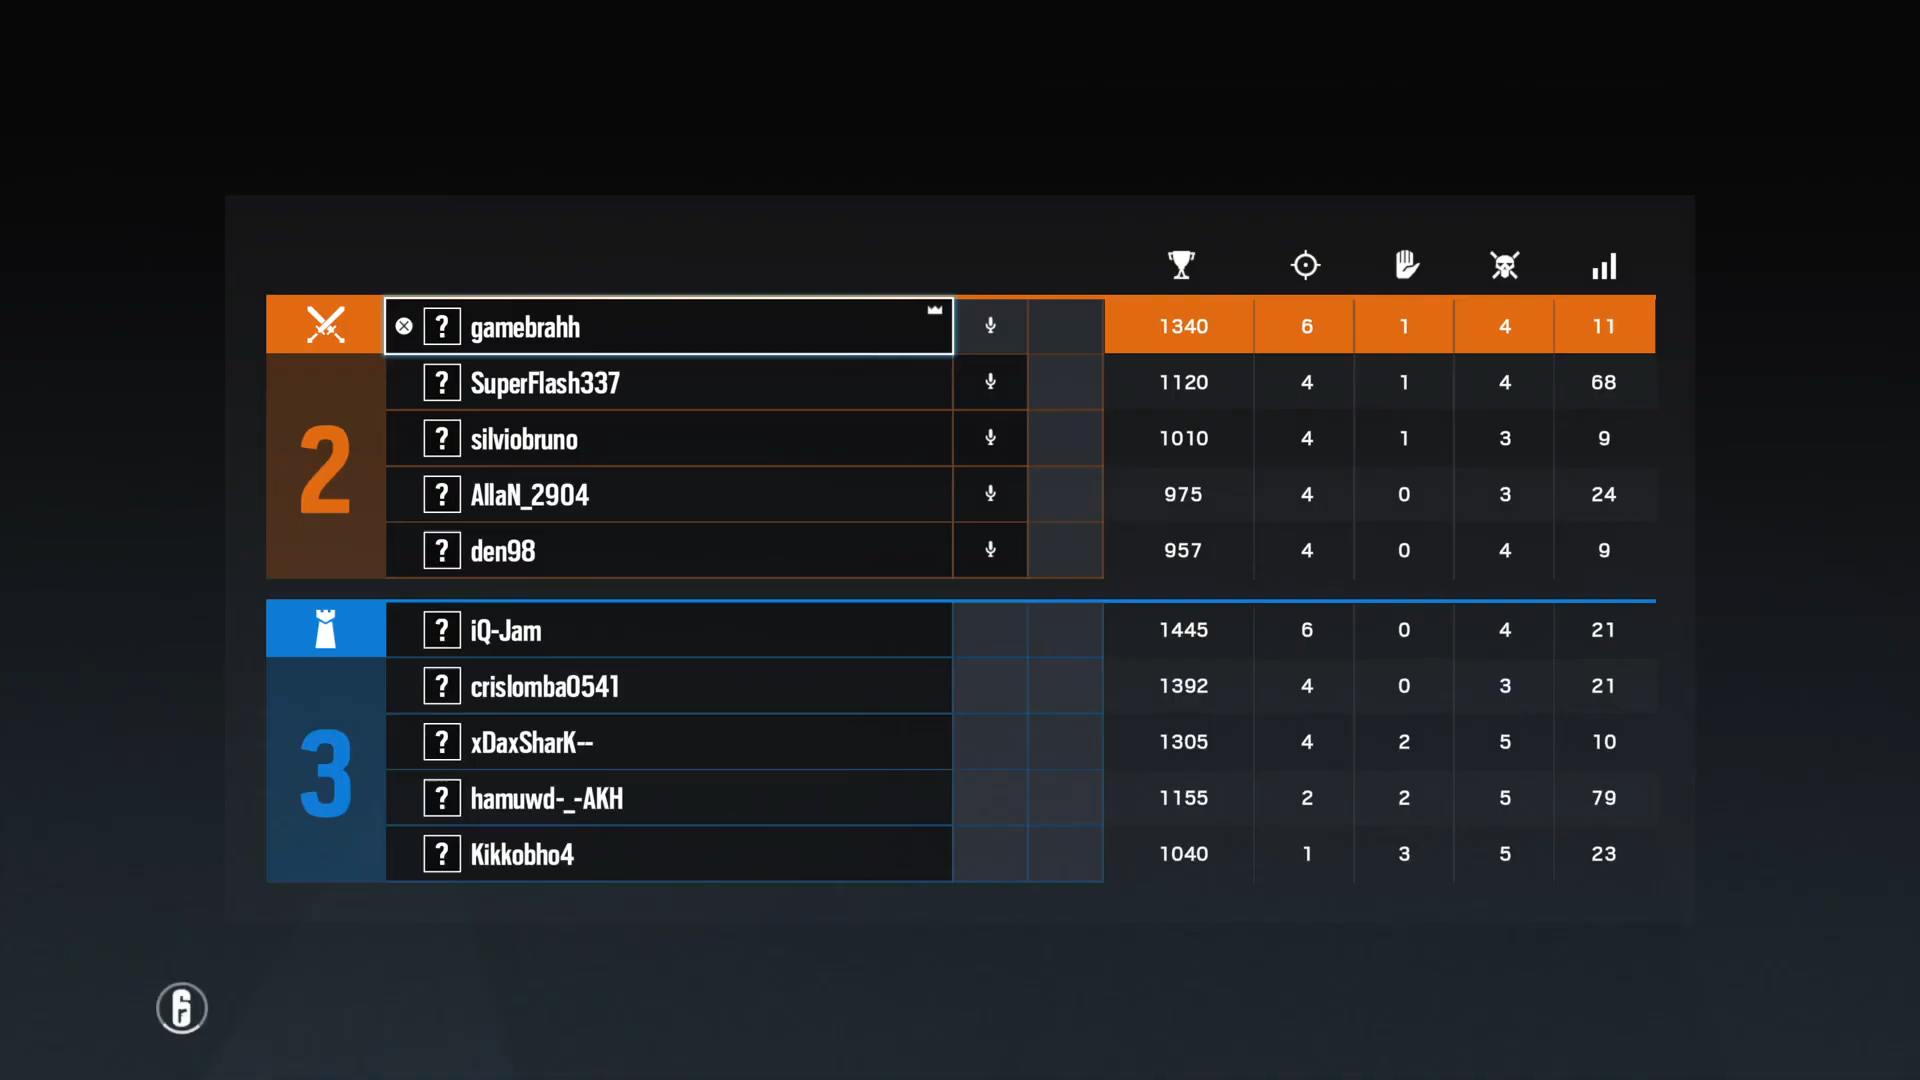 ? gamebrahh 1340 6 1 4 11
? SuperFlash337 1120 4 1 4 68
? silviobruno 1010 4 1 3 9
2
? AllaN_2904 975 4 0 3 24
? den98 957 4 0 4 9
? iQ-Jam 1445 6 0 4 21
? crislomba0541 1392 4 0 3 21
? xDaxSharK-- 1305 4 2 5 10
3
? hamuwd-_-AKH 1155 2 2 5 79
? Kikkobho4 1040 1 3 5 23
6